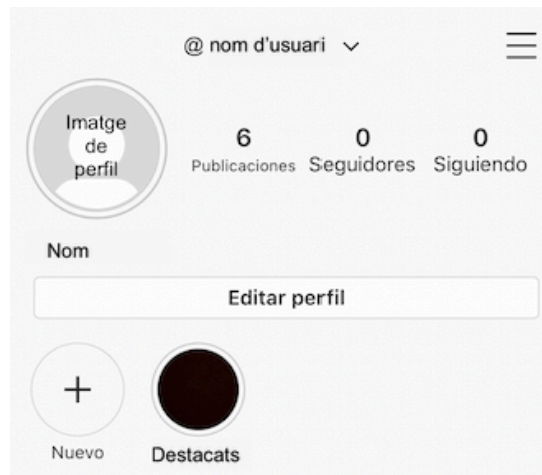 @ nom d'usuari
Imatge
de
perfil
6 0 0
Publicaciones Seguidores Siguiendo
Nom
Editar perfil
Nuevo Destacats